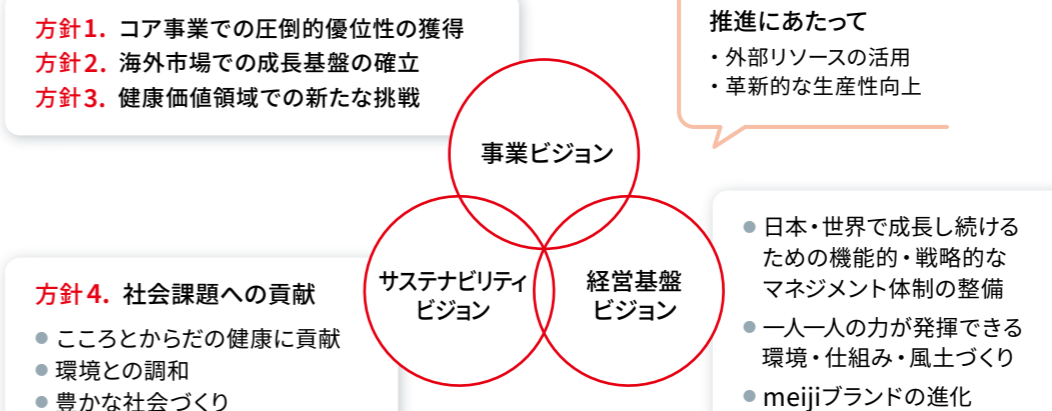 方針1. コア事業での圧倒的優位性の獲得
方針2. 海外市場での成長基盤の確立
方針3. 健康価値領域での新たな挑戦
推進にあたって
・外部リソースの活用
・革新的な生産性向上
事業ビジョン
サステナビリティ
ビジョン
経営基盤
ビジョン
方針4. 社会課題への貢献
● こころとからだの健康に貢献
● 環境との調和
● 豊かな社会づくり
● 日本・世界で成長し続ける
ための機能的・戦略的な
マネジメント体制の整備
● 一人一人の力が発揮できる
環境・仕組み・風土づくり
● meijiブランドの進化